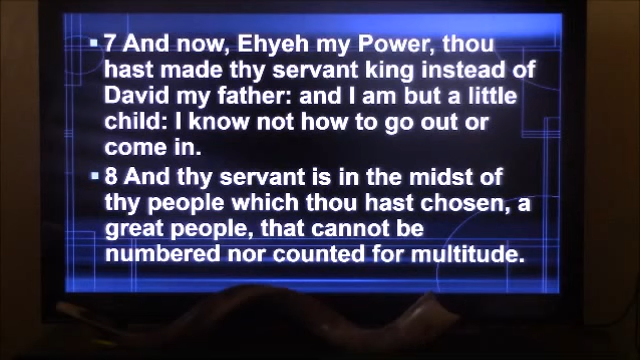 ▪ 7 And now, Ehyeh my Power, thou
hast made thy servant king instead of
David my father: and I am but a little
child: I know not how to go out or
come in.
▪ 8 And thy servant is in the midst of
thy people which thou hast chosen, a
great people, that cannot be
numbered nor counted for multitude.